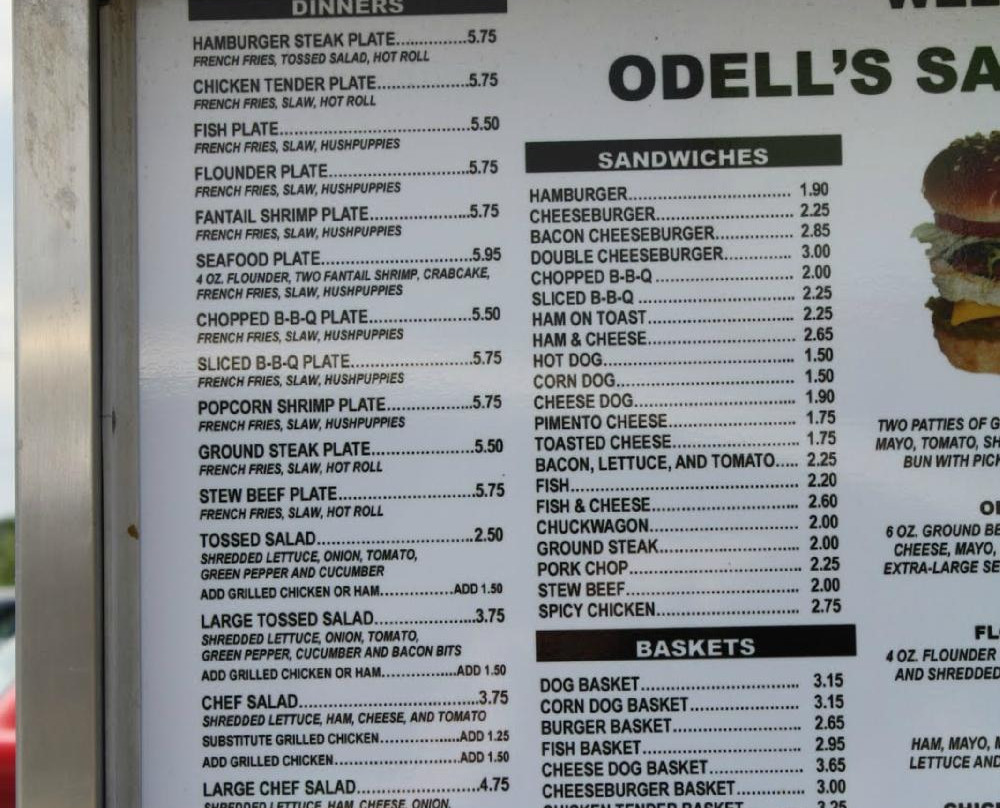 DINNERS
HAMBURGER STEAK PLATE..............5.75
FRENCH FRIES, TOSSED SALAD, HOT ROLL
CHICKEN TENDER PLATE..................5.75
FRENCH FRIES, SLAW, HOT ROLL
FISH PLATE......................................5.50
FRENCH FRIES, SLAW, HUSHPUPPIES
FLOUNDER PLATE............................5.75
FRENCH FRIES, SLAW, HUSHPUPPIES
FANTAIL SHRIMP PLATE...................5.75
FRENCH FRIES, SLAW, HUSHPUPPIES
SEAFOOD PLATE..............................5.95
4 OZ. FLOUNDER, TWO FANTAIL SHRIMP, CRABCAKE,
FRENCH FRIES, SLAW, HUSHPUPPIES
CHOPPED B-B-Q PLATE....................5.50
FRENCH FRIES, SLAW, HUSHPUPPIES
SLICED B-B-Q PLATE........................5.75
FRENCH FRIES, SLAW, HUSHPUPPIES
POPCORN SHRIMP PLATE.................5.75
FRENCH FRIES, SLAW, HUSHPUPPIES
GROUND STEAK PLATE....................5.50
FRENCH FRIES, SLAW, HOT ROLL
STEW BEEF PLATE...........................5.75
FRENCH FRIES, SLAW, HOT ROLL
TOSSED SALAD...............................2.50
SHREDDED LETTUCE, ONION, TOMATO,
GREEN PEPPER AND CUCUMBER
ADD GRILLED CHICKEN OR HAM..................ADD 1.50
LARGE TOSSED SALAD....................3.75
SHREDDED LETTUCE, ONION, TOMATO,
GREEN PEPPER, CUCUMBER AND BACON BITS
ADD GRILLED CHICKEN OR HAM..................ADD 1.50
CHEF SALAD...................................3.75
SHREDDED LETTUCE, HAM, CHEESE, AND TOMATO
SUBSTITUTE GRILLED CHICKEN...................ADD 1.25
ADD GRILLED CHICKEN..............................ADD 1.50
LARGE CHEF SALAD........................4.75
SHREDDED LETTUCE, HAM, CHEESE, ONION,
ODELL'S SA
SANDWICHES
HAMBURGER................................... 1.90
CHEESEBURGER.............................. 2.25
BACON CHEESEBURGER................. 2.85
DOUBLE CHEESEBURGER............... 3.00
CHOPPED B-B-Q .............................. 2.00
SLICED B-B-Q .................................. 2.25
HAM ON TOAST................................ 2.25
HAM & CHEESE................................ 2.65
HOT DOG......................................... 1.50
CORN DOG....................................... 1.50
CHEESE DOG................................... 1.90
PIMENTO CHEESE............................ 1.75
TOASTED CHEESE........................... 1.75
BACON, LETTUCE, AND TOMATO..... 2.25
FISH................................................. 2.20
FISH & CHEESE................................ 2.60
CHUCKWAGON................................ 2.00
GROUND STEAK.............................. 2.00
PORK CHOP..................................... 2.25
STEW BEEF...................................... 2.00
SPICY CHICKEN............................... 2.75
BASKETS
DOG BASKET................................... 3.15
CORN DOG BASKET........................ 3.15
BURGER BASKET............................ 2.65
FISH BASKET.................................. 2.95
CHEESE DOG BASKET.................... 3.65
CHEESEBURGER BASKET.............. 3.00
CHICKEN TENDER BASKET
TWO PATTIES OF G
MAYO, TOMATO, SH
BUN WITH PICK
6 OZ. GROUND BE
CHEESE, MAYO,
EXTRA-LARGE SE
FL
4 OZ. FLOUNDER
AND SHREDDED
HAM, MAYO,
LETTUCE AND